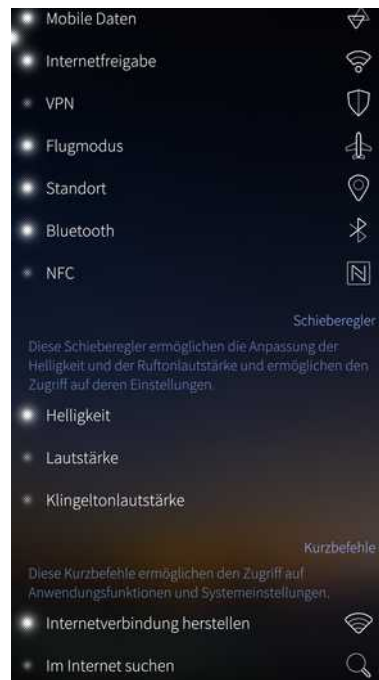 Mobile Daten
Internetfreigabe
VPN
Flugmodus
Standort
Bluetooth
NFC
Schieberegler
Diese Schieberegler ermöglichen die Anpassung der
Helligkeit und der Ruftonlautstärke und ermöglichen den
Zugriff auf deren Einstellungen.
Helligkeit
Lautstärke
Klingeltonlautstärke
Kurzbefehle
Diese Kurzbefehle ermöglichen den Zugriff auf
Anwendungsfunktionen und Systemeinstellungen.
Internetverbindung herstellen
Im Internet suchen